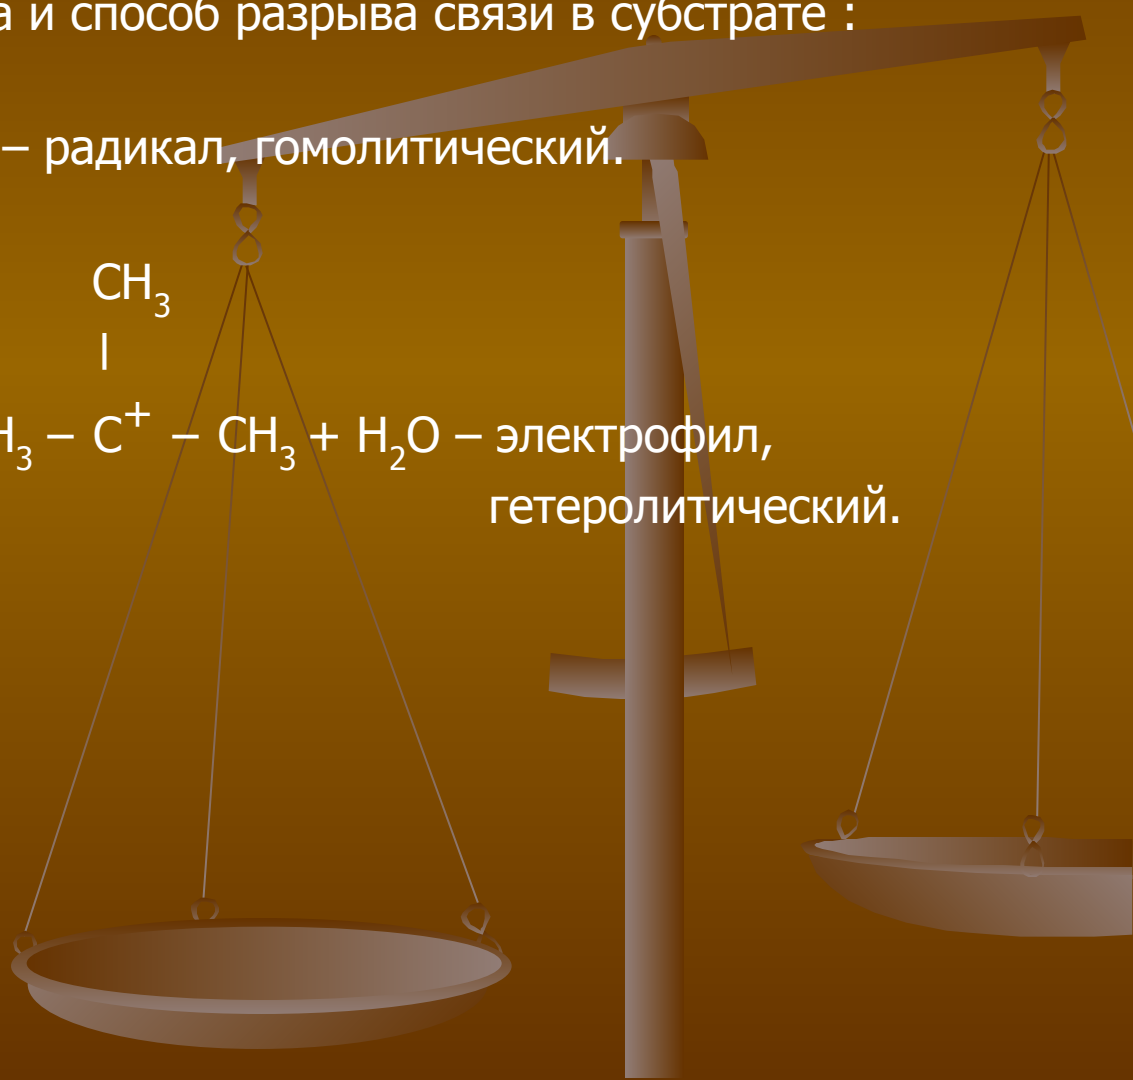 и способ разрыва связи в субстрате :
– радикал, гомолитический.
CH₃
|
H₃ – C⁺ – CH₃ + H₂O – электрофил,
гетеролитический.